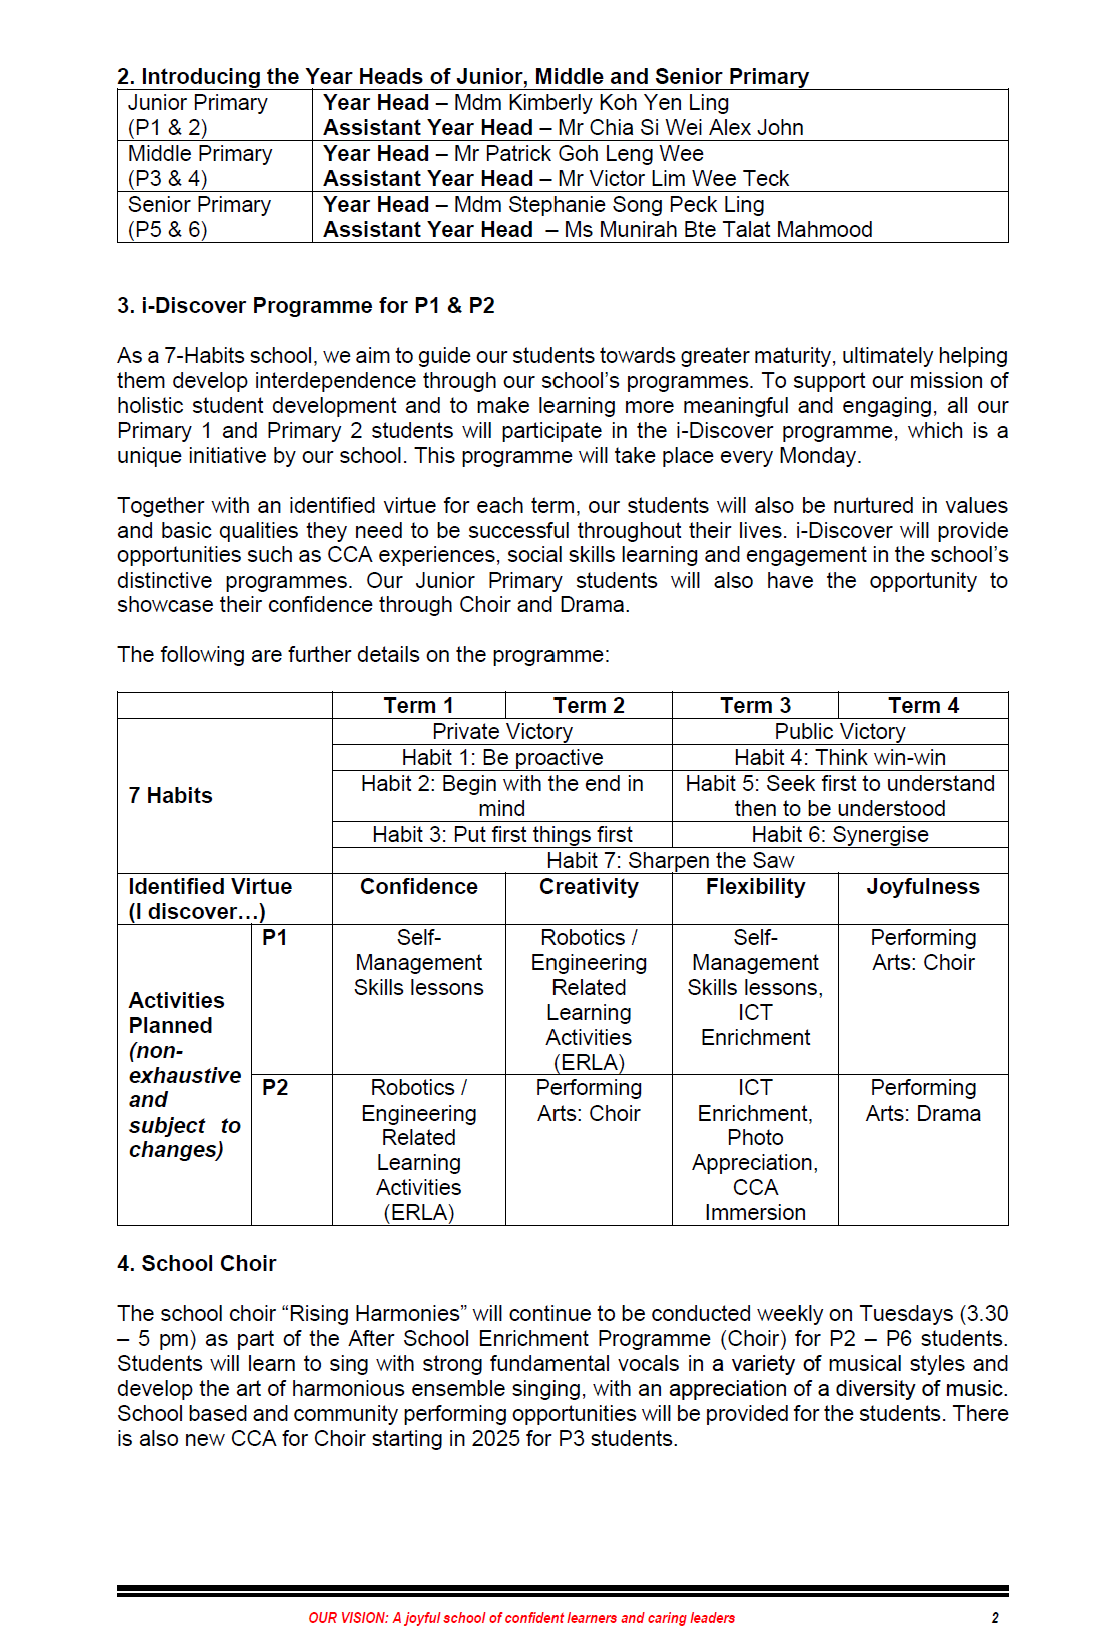 2. Introducing the Year Heads of Junior, Middle and Senior Primary
Junior Primary
(P1 & 2)
Year Head – Mdm Kimberly Koh Yen Ling
Assistant Year Head – Mr Chia Si Wei Alex John
Middle Primary
(P3 & 4)
Year Head – Mr Patrick Goh Leng Wee
Assistant Year Head – Mr Victor Lim Wee Teck
Senior Primary
(P5 & 6)
Year Head – Mdm Stephanie Song Peck Ling
Assistant Year Head – Ms Munirah Bte Talat Mahmood
3. i-Discover Programme for P1 & P2
As a 7-Habits school, we aim to guide our students towards greater maturity, ultimately helping
them develop interdependence through our school's programmes. To support our mission of
holistic student development and to make learning more meaningful and engaging, all our
Primary 1 and Primary 2 students will participate in the i-Discover programme, which is a
unique initiative by our school. This programme will take place every Monday.
Together with an identified virtue for each term, our students will also be nurtured in values
and basic qualities they need to be successful throughout their lives. i-Discover will provide
opportunities such as CCA experiences, social skills learning and engagement in the school's
distinctive programmes. Our Junior Primary students will also have the opportunity to
showcase their confidence through Choir and Drama.
The following are further details on the programme:
Term 1 Term 2 Term 3 Term 4
7 Habits
Private Victory Public Victory
Habit 1: Be proactive Habit 4: Think win-win
Habit 2: Begin with the end in
mind
Habit 5: Seek first to understand
then to be understood
Habit 3: Put first things first Habit 6: Synergise
Habit 7: Sharpen the Saw
Identified Virtue
(I discover…)
Confidence Creativity Flexibility Joyfulness
Activities
Planned
(non-
exhaustive
and
subject to
changes)
P1
Self-
Management
Skills lessons
Robotics /
Engineering
Related
Learning
Activities
(ERLA)
Self-
Management
Skills lessons,
ICT
Enrichment
Performing
Arts: Choir
P2
Robotics /
Engineering
Related
Learning
Activities
(ERLA)
Performing
Arts: Choir
ICT
Enrichment,
Photo
Appreciation,
CCA
Immersion
Performing
Arts: Drama
4. School Choir
The school choir “Rising Harmonies” will continue to be conducted weekly on Tuesdays (3.30
– 5 pm) as part of the After School Enrichment Programme (Choir) for P2 – P6 students.
Students will learn to sing with strong fundamental vocals in a variety of musical styles and
develop the art of harmonious ensemble singing, with an appreciation of a diversity of music.
School based and community performing opportunities will be provided for the students. There
is also new CCA for Choir starting in 2025 for P3 students.
OUR VISION: A joyful school of confident learners and caring leaders
2